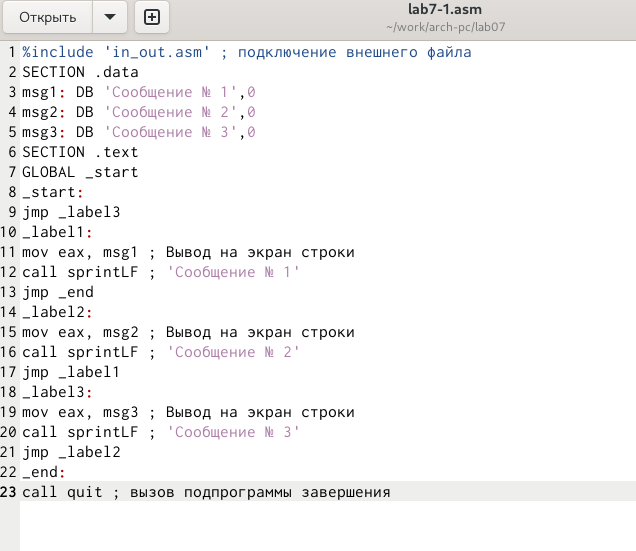 Открыть
lab7-1.asm
~/work/arch-pc/lab07
1 %include 'in_out.asm' ; подключение внешнего файла
2 SECTION .data
3 msg1: DB 'Сообщение № 1',0
4 msg2: DB 'Сообщение № 2',0
5 msg3: DB 'Сообщение № 3',0
6 SECTION .text
7 GLOBAL _start
8 _start:
9 jmp _label3
10 _label1:
11 mov eax, msg1 ; Вывод на экран строки
12 call sprintLF ; 'Сообщение № 1'
13 jmp _end
14 _label2:
15 mov eax, msg2 ; Вывод на экран строки
16 call sprintLF ; 'Сообщение № 2'
17 jmp _label1
18 _label3:
19 mov eax, msg3 ; Вывод на экран строки
20 call sprintLF ; 'Сообщение № 3'
21 jmp _label2
22 _end:
23 call quit ; вызов подпрограммы завершения